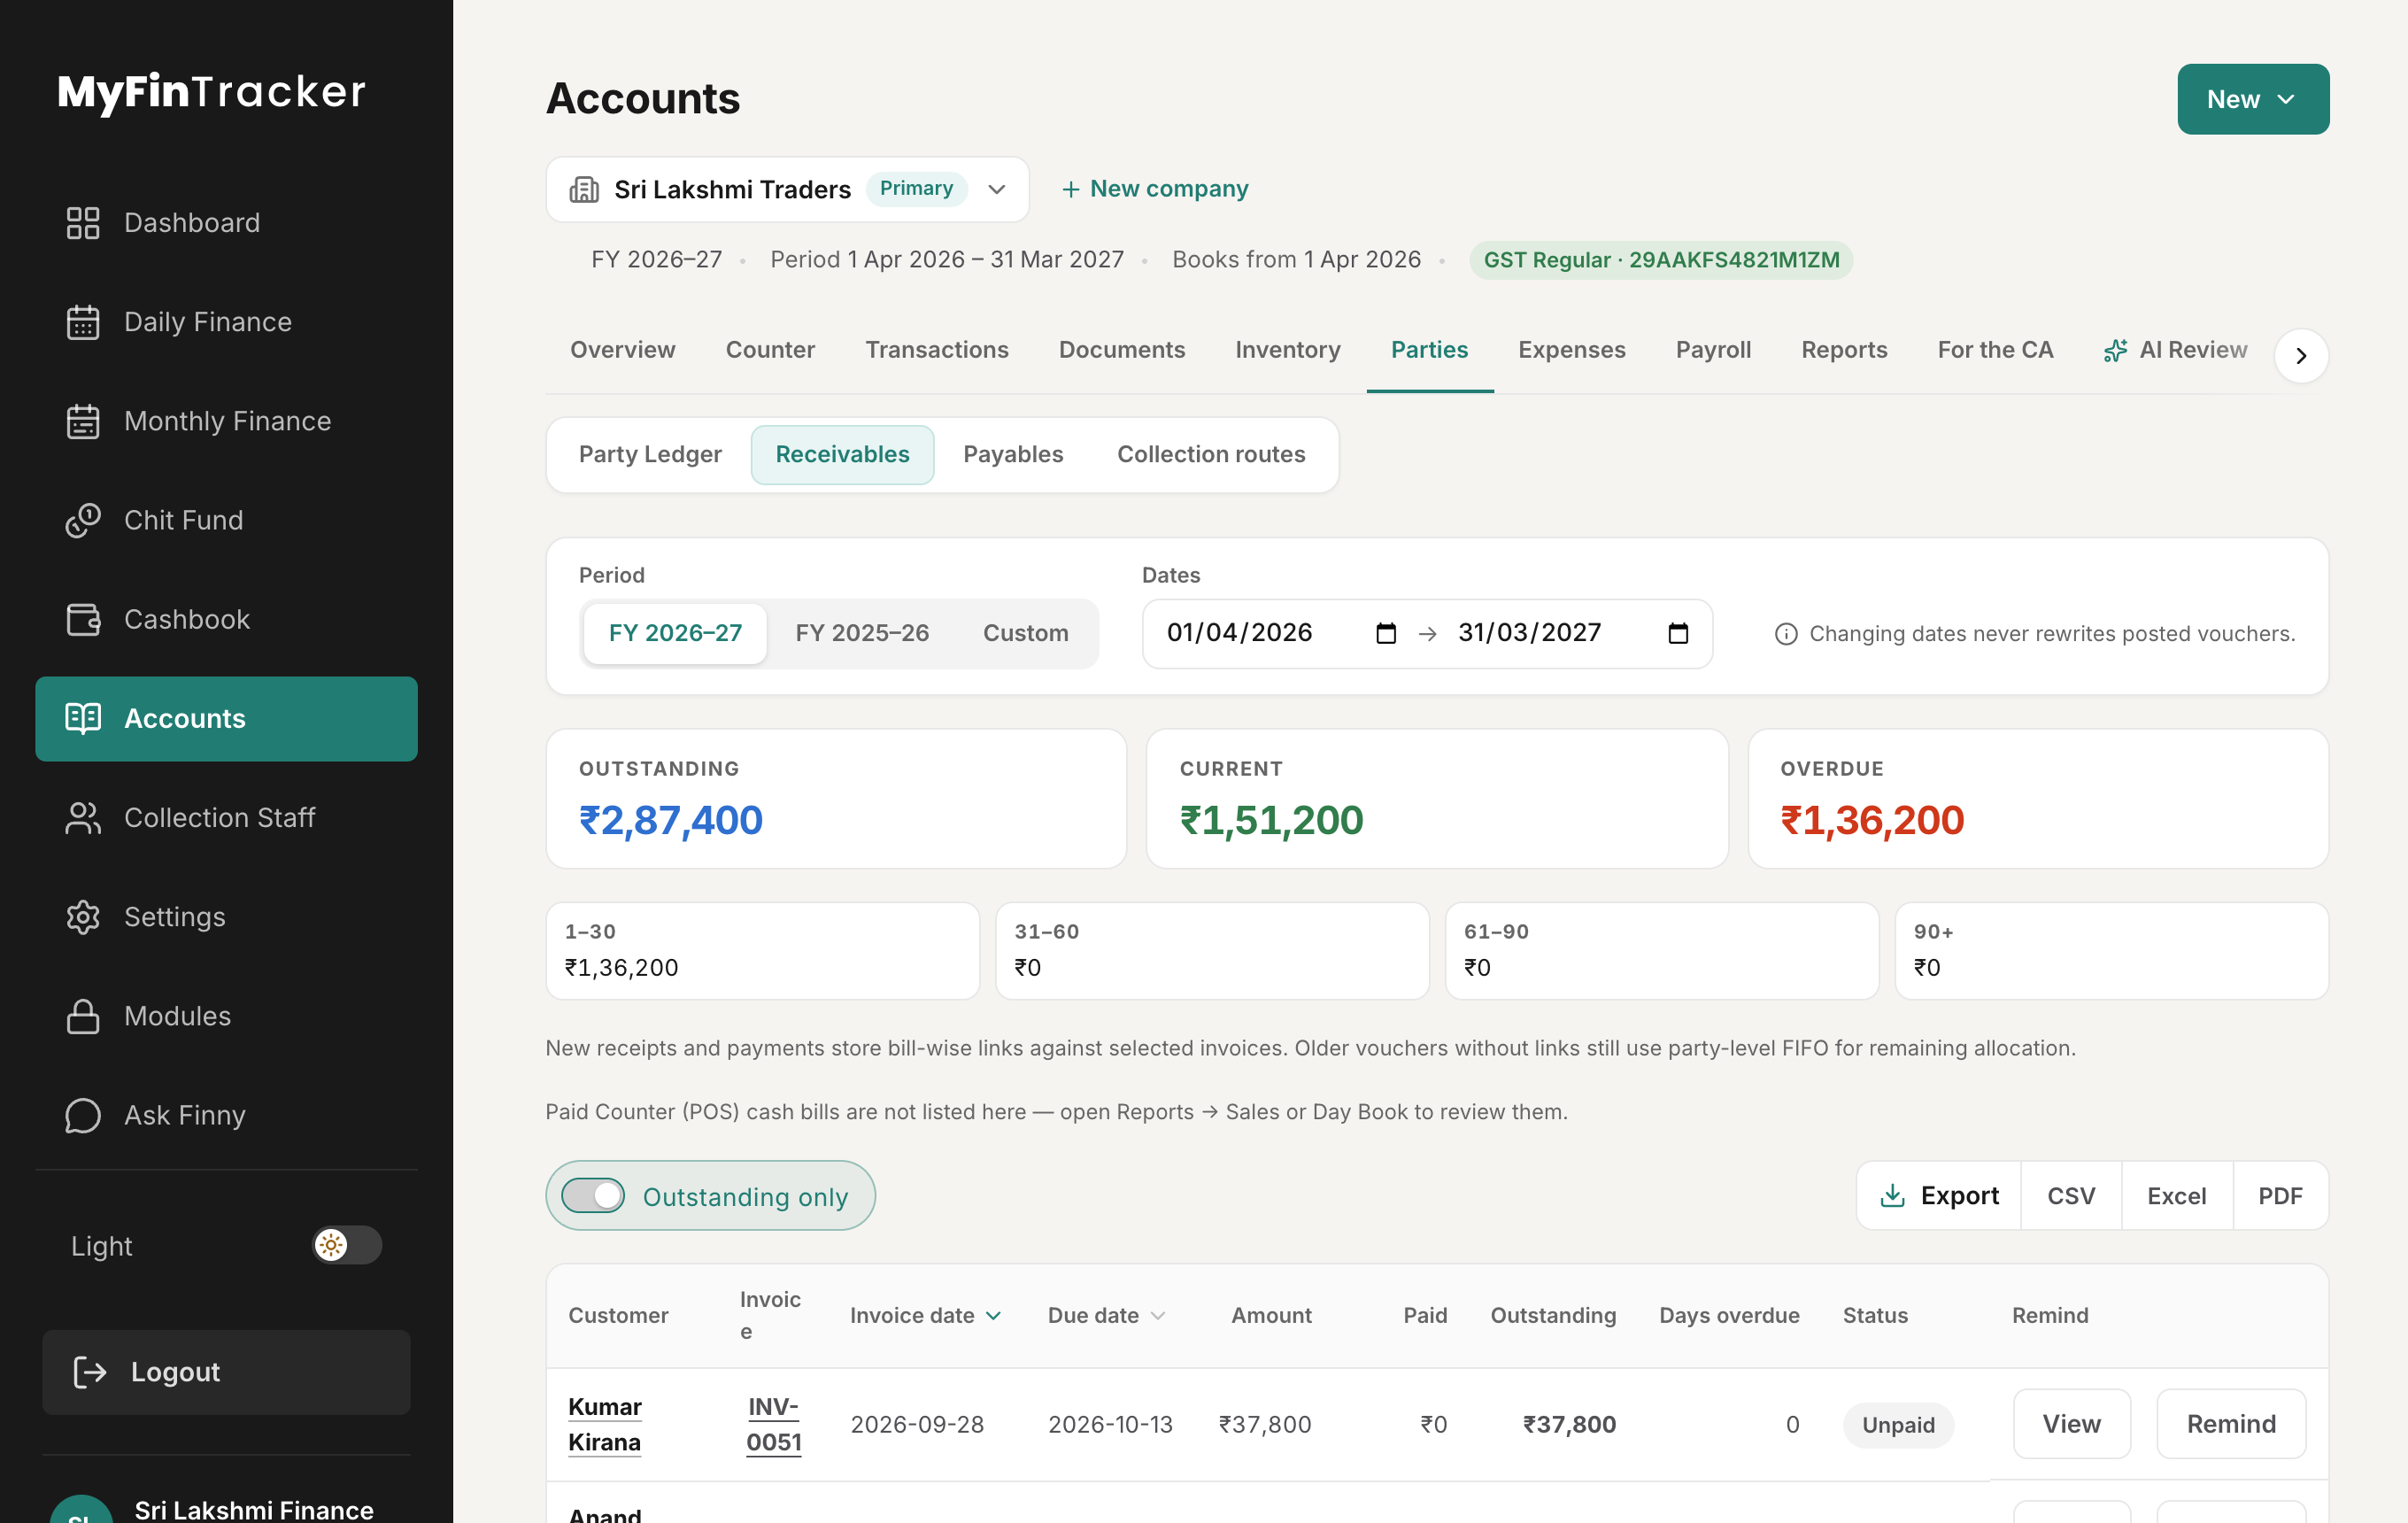 MyFinTracker
Dashboard
Daily Finance
Monthly Finance
Chit Fund
Cashbook
Accounts
Collection Staff
Settings
Modules
Ask Finny
Light
Logout
Sri Lakshmi Finance
Accounts
New
Sri Lakshmi Traders Primary
+ New company
FY 2026–27 • Period 1 Apr 2026 – 31 Mar 2027 • Books from 1 Apr 2026 • GST Regular · 29AAKFS4821M1ZM
Overview Counter Transactions Documents Inventory Parties Expenses Payroll Reports For the CA AI Review
Party Ledger Receivables Payables Collection routes
Period
FY 2026–27 FY 2025–26 Custom
Dates
01/04/2026 → 31/03/2027
Changing dates never rewrites posted vouchers.
OUTSTANDING
₹2,87,400
CURRENT
₹1,51,200
OVERDUE
₹1,36,200
1–30
₹1,36,200
31–60
₹0
61–90
₹0
90+
₹0
New receipts and payments store bill-wise links against selected invoices. Older vouchers without links still use party-level FIFO for remaining allocation.
Paid Counter (POS) cash bills are not listed here — open Reports → Sales or Day Book to review them.
Outstanding only
Export CSV Excel PDF
Customer Invoic
e Invoice date Due date Amount Paid Outstanding Days overdue Status Remind
Kumar
Kirana INV-
0051 2026-09-28 2026-10-13 ₹37,800 ₹0 ₹37,800 0 Unpaid View Remind
Anand